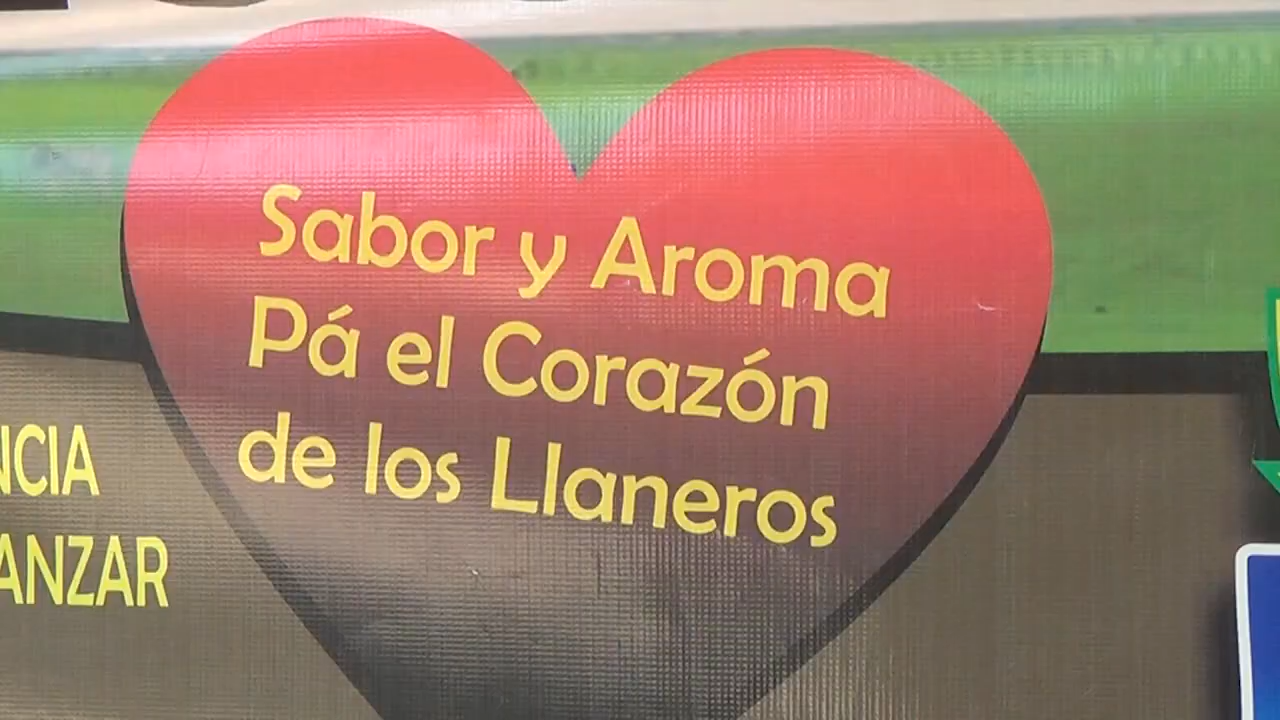 Sabor y Aroma
Pá el Corazón
de los Llaneros
NCIA
ANZAR